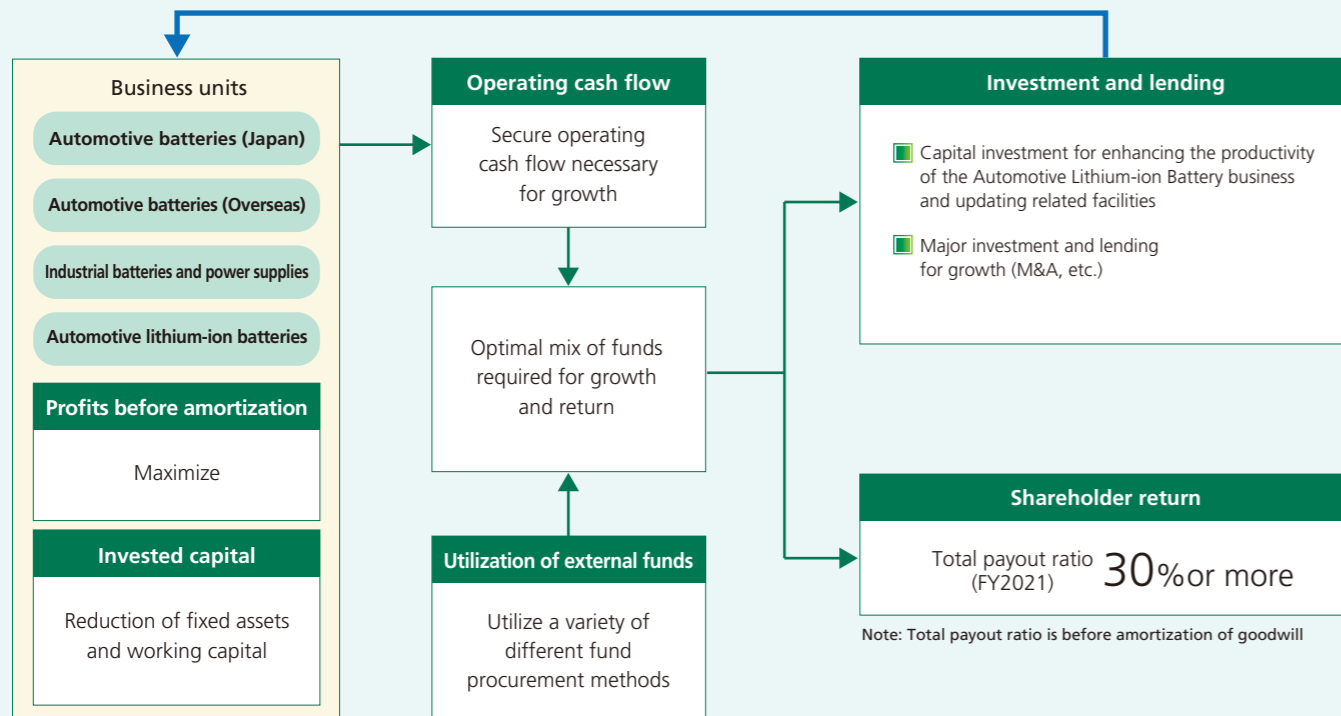 Business units
Automotive batteries (Japan)
Automotive batteries (Overseas)
Industrial batteries and power supplies
Automotive lithium-ion batteries
Profits before amortization
Maximize
Invested capital
Reduction of fixed assets
and working capital
Operating cash flow
Secure operating
cash flow necessary
for growth
Optimal mix of funds
required for growth
and return
Utilization of external funds
Utilize a variety of
different fund
procurement methods
Investment and lending
Capital investment for enhancing the productivity
of the Automotive Lithium-ion Battery business
and updating related facilities
Major investment and lending
for growth (M&A, etc.)
Shareholder return
Total payout ratio
(FY2021)
30% or more
Note: Total payout ratio is before amortization of goodwill